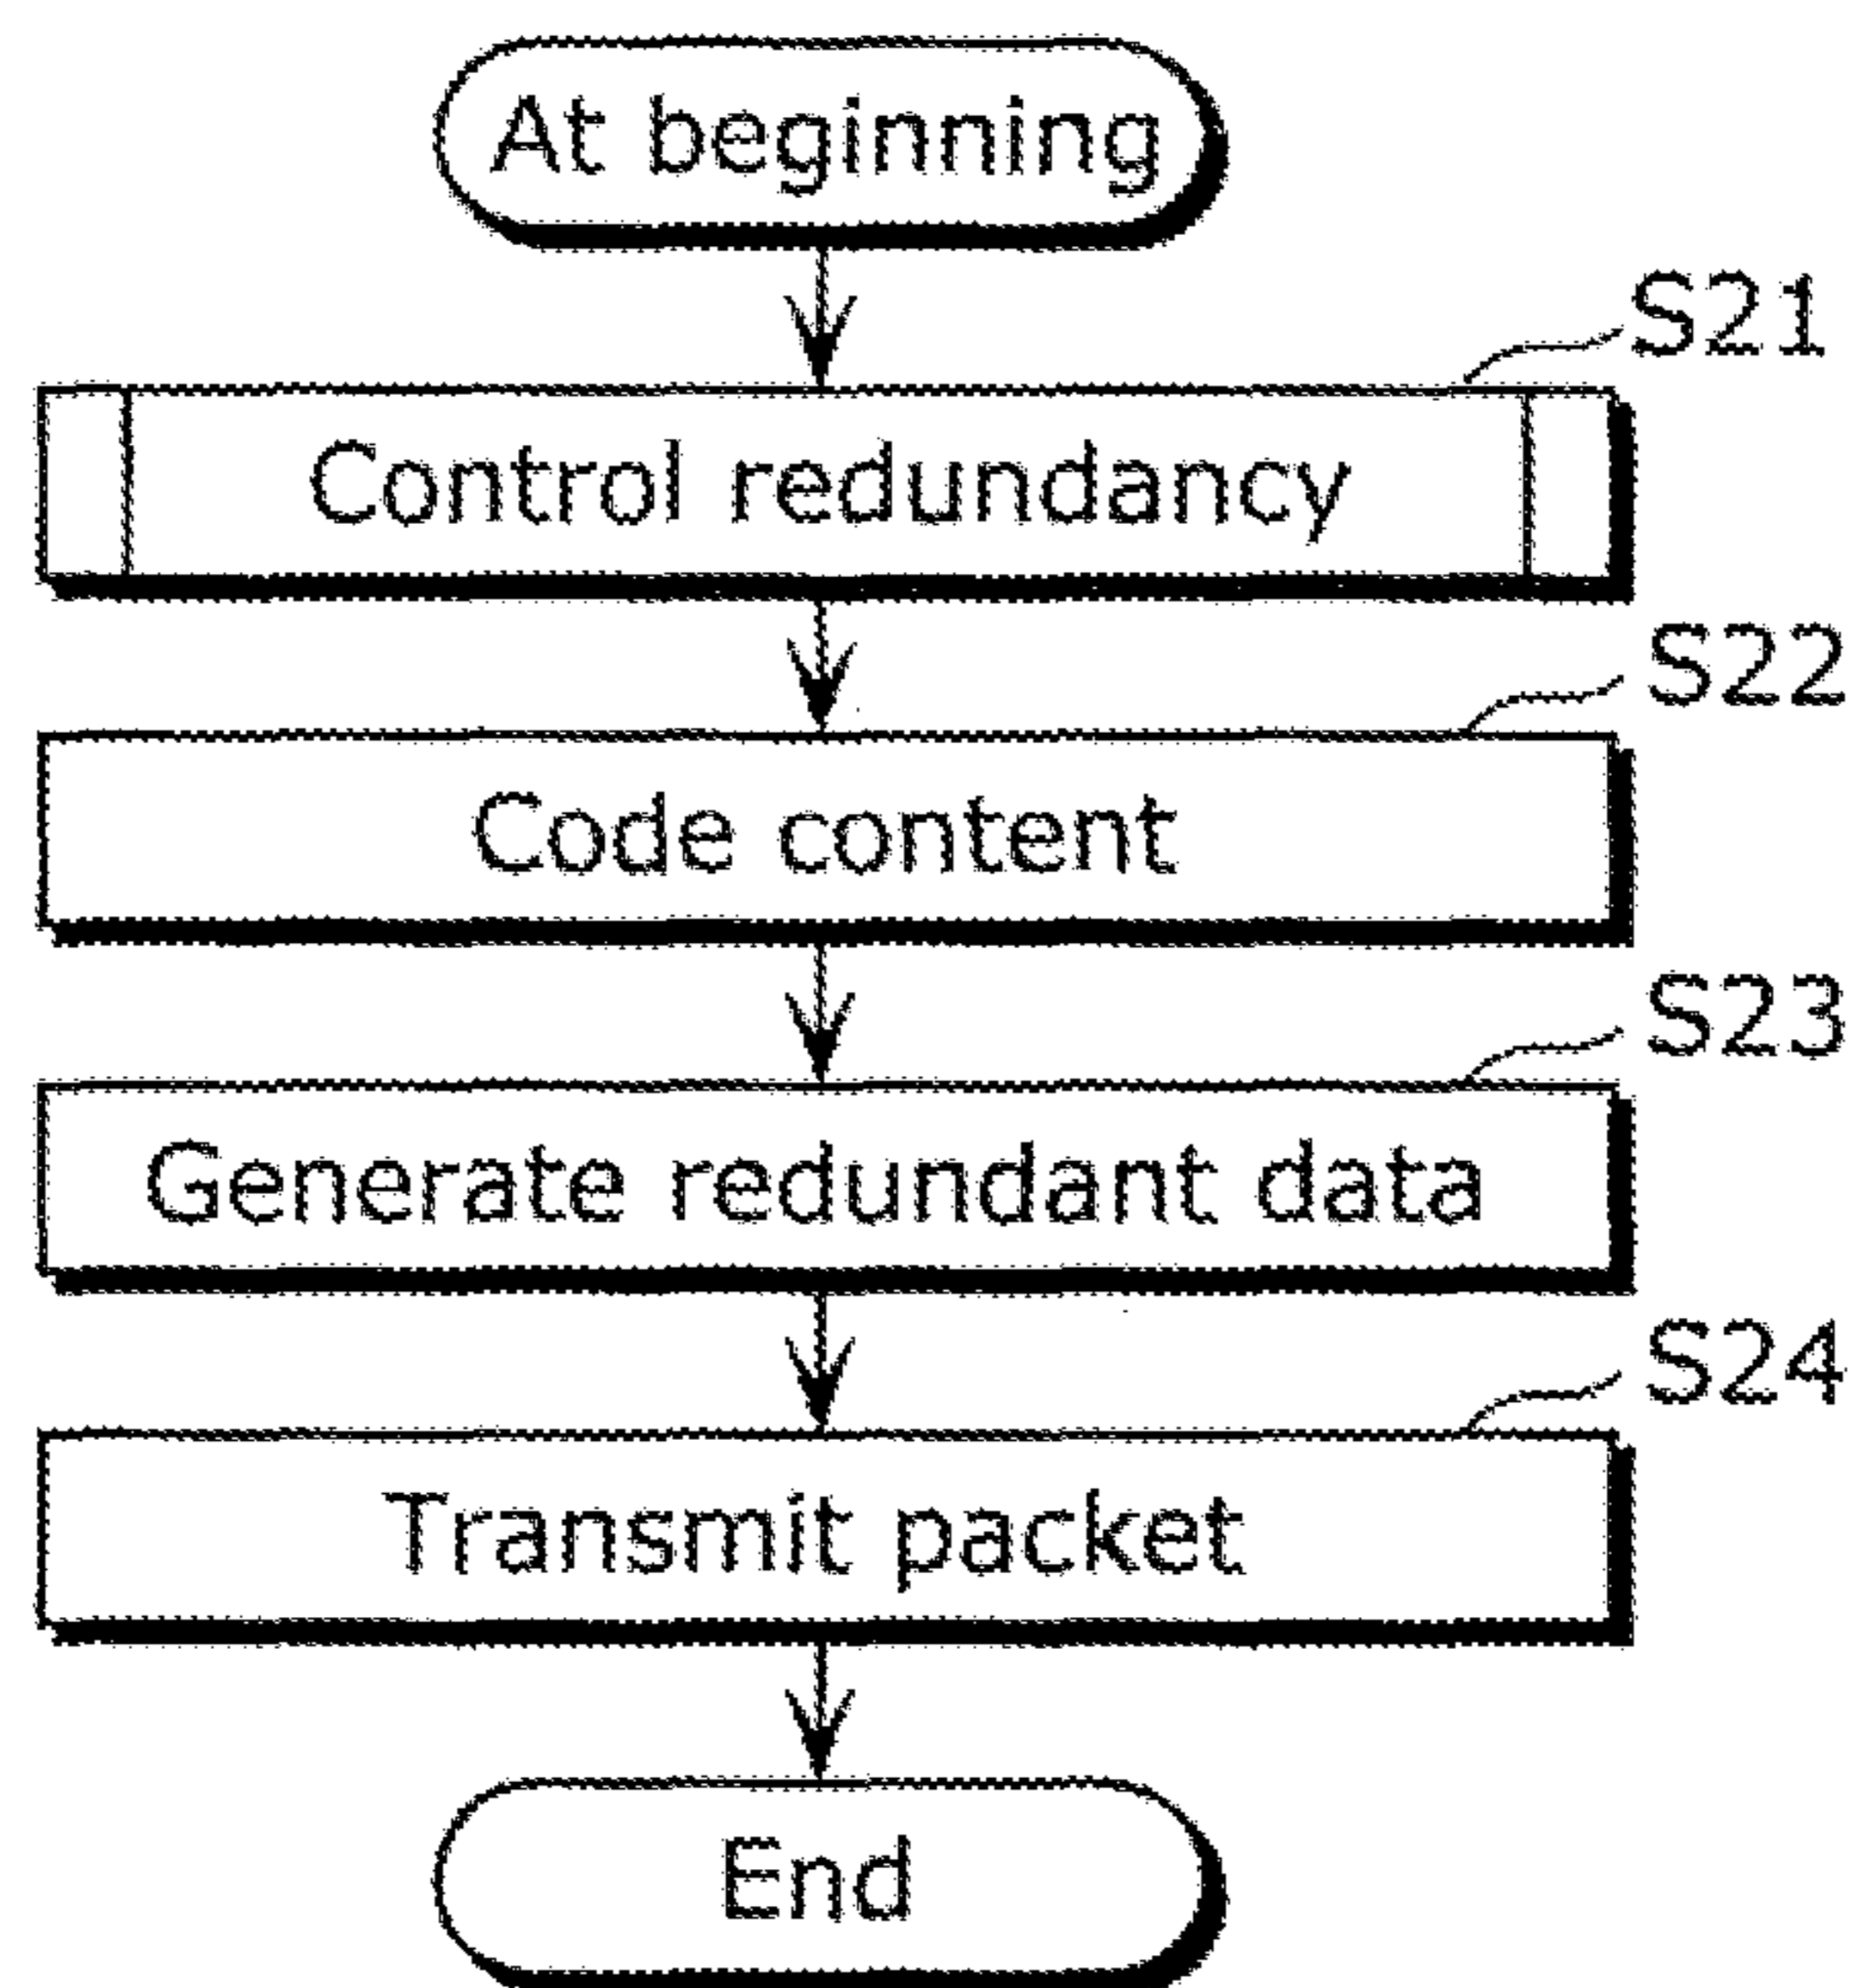 At beginning
S21
Control redundancy
S22
Code content
S23
Generate redundant data
S24
Transmit packet
End